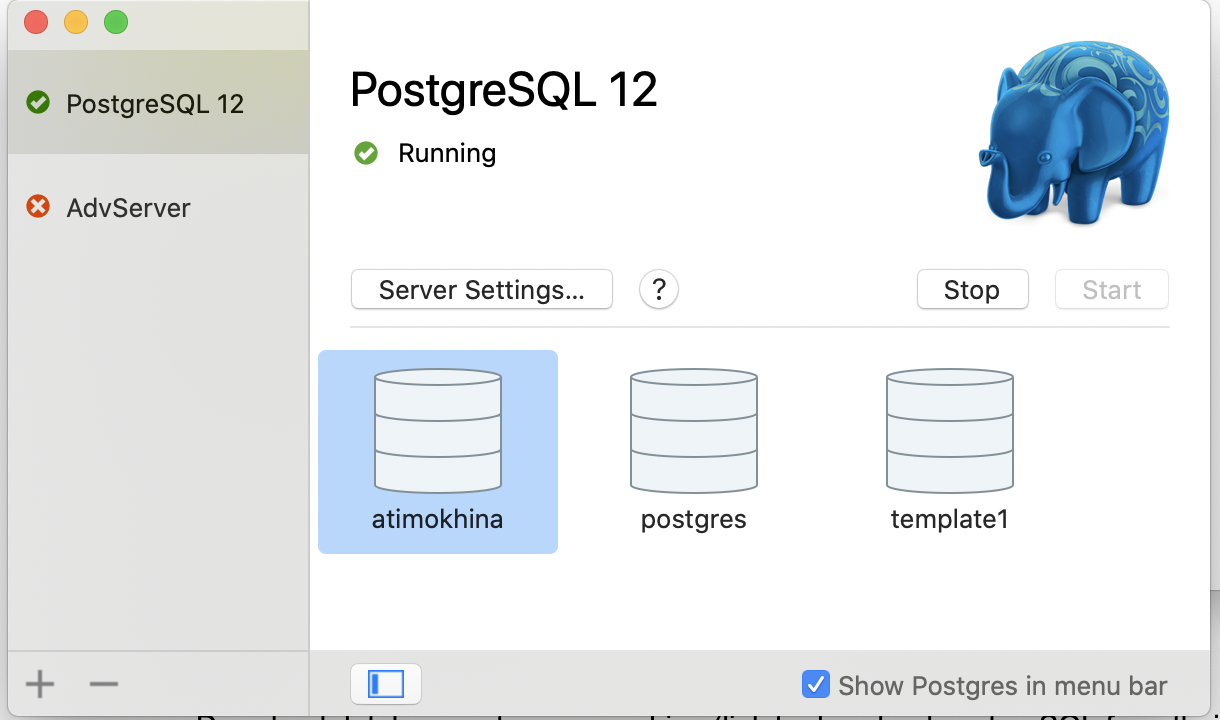 PostgreSQL 12
AdvServer
PostgreSQL 12
Running
Server Settings...
?
Stop
Start
atimokhina
postgres
template1
Show Postgres in menu bar